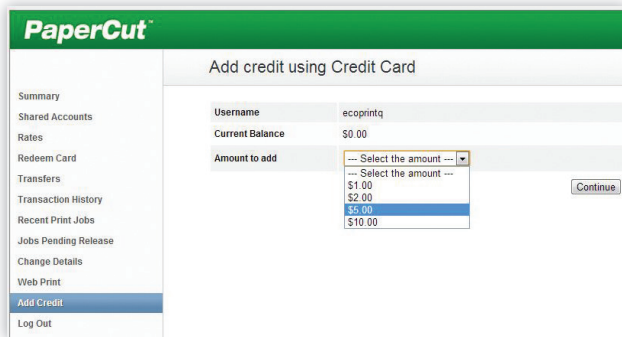 PaperCut
Add credit using Credit Card
Summary
Shared Accounts
Rates
Redeem Card
Transfers
Transaction History
Recent Print Jobs
Jobs Pending Release
Change Details
Web Print
Add Credit
Log Out
Username ecoprintq
Current Balance $0.00
Amount to add --- Select the amount ---
--- Select the amount ---
$1.00
$2.00
$5.00
$10.00
Continue